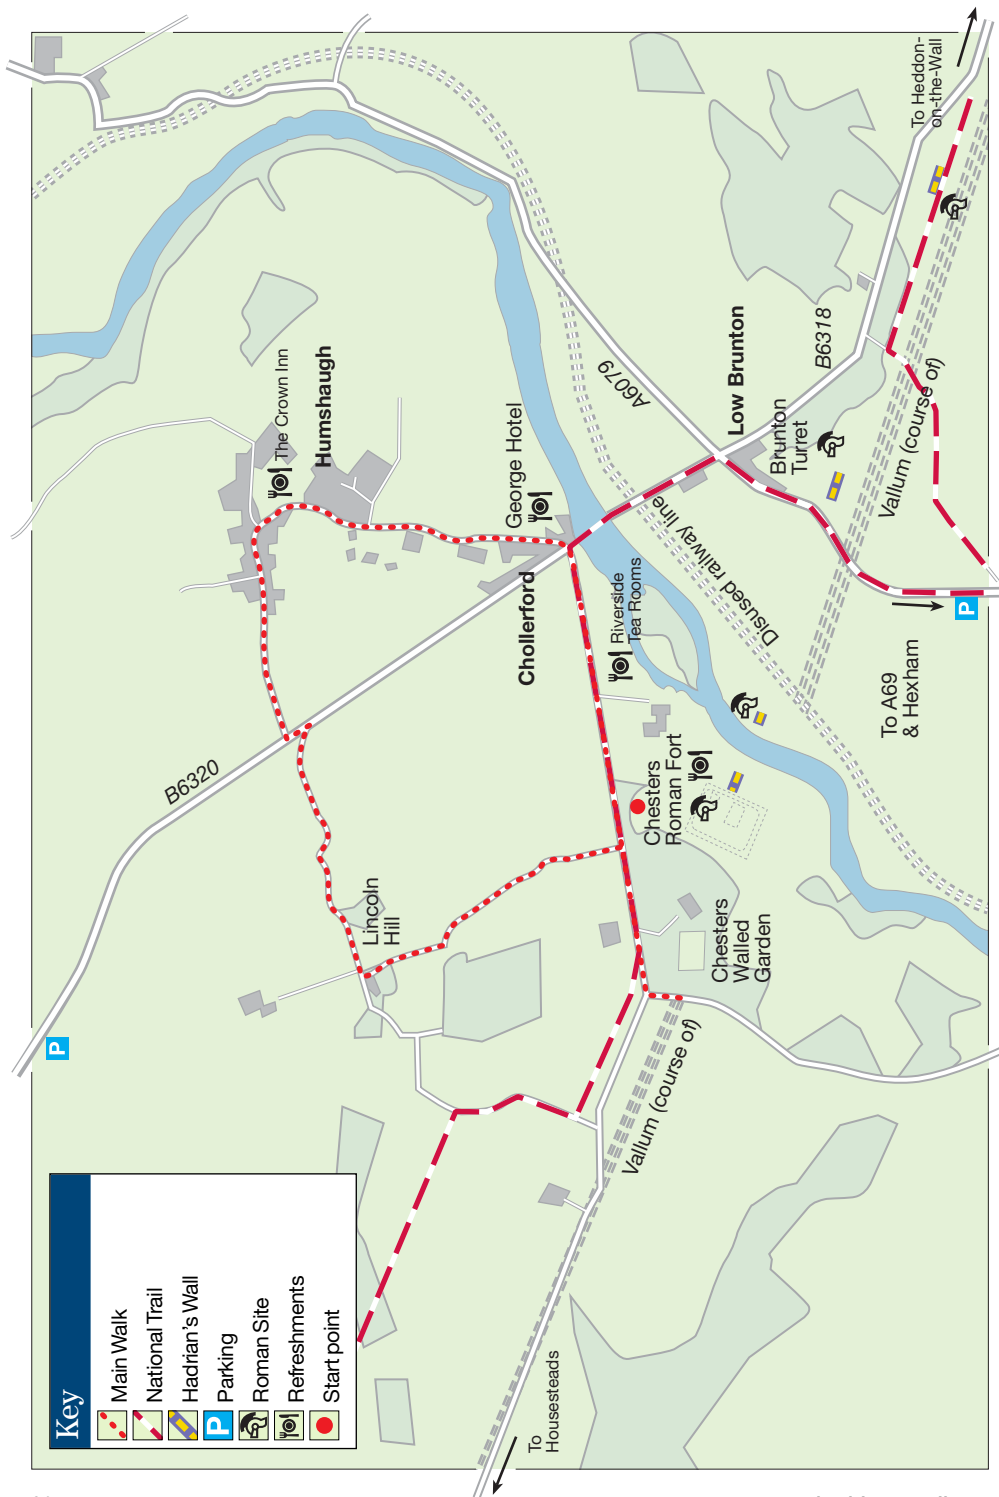 Key
Main Walk
National Trail
Hadrian's Wall
P
Parking
Roman Site
Refreshments
Start point
P
B6320
Lincoln
Hill
The Crown Inn
Humshaugh
George Hotel
Chollerford
Riverside
Tea Rooms
Chesters
Roman Fort
Chesters
Walled
Garden
Vallum (course of)
To
Housesteads
A6079
Low Brunton
B6318
Brunton
Turret
Vallum (course of)
Disused railway line
To A69
& Hexham
P
To Heddon-
on-the-Wall